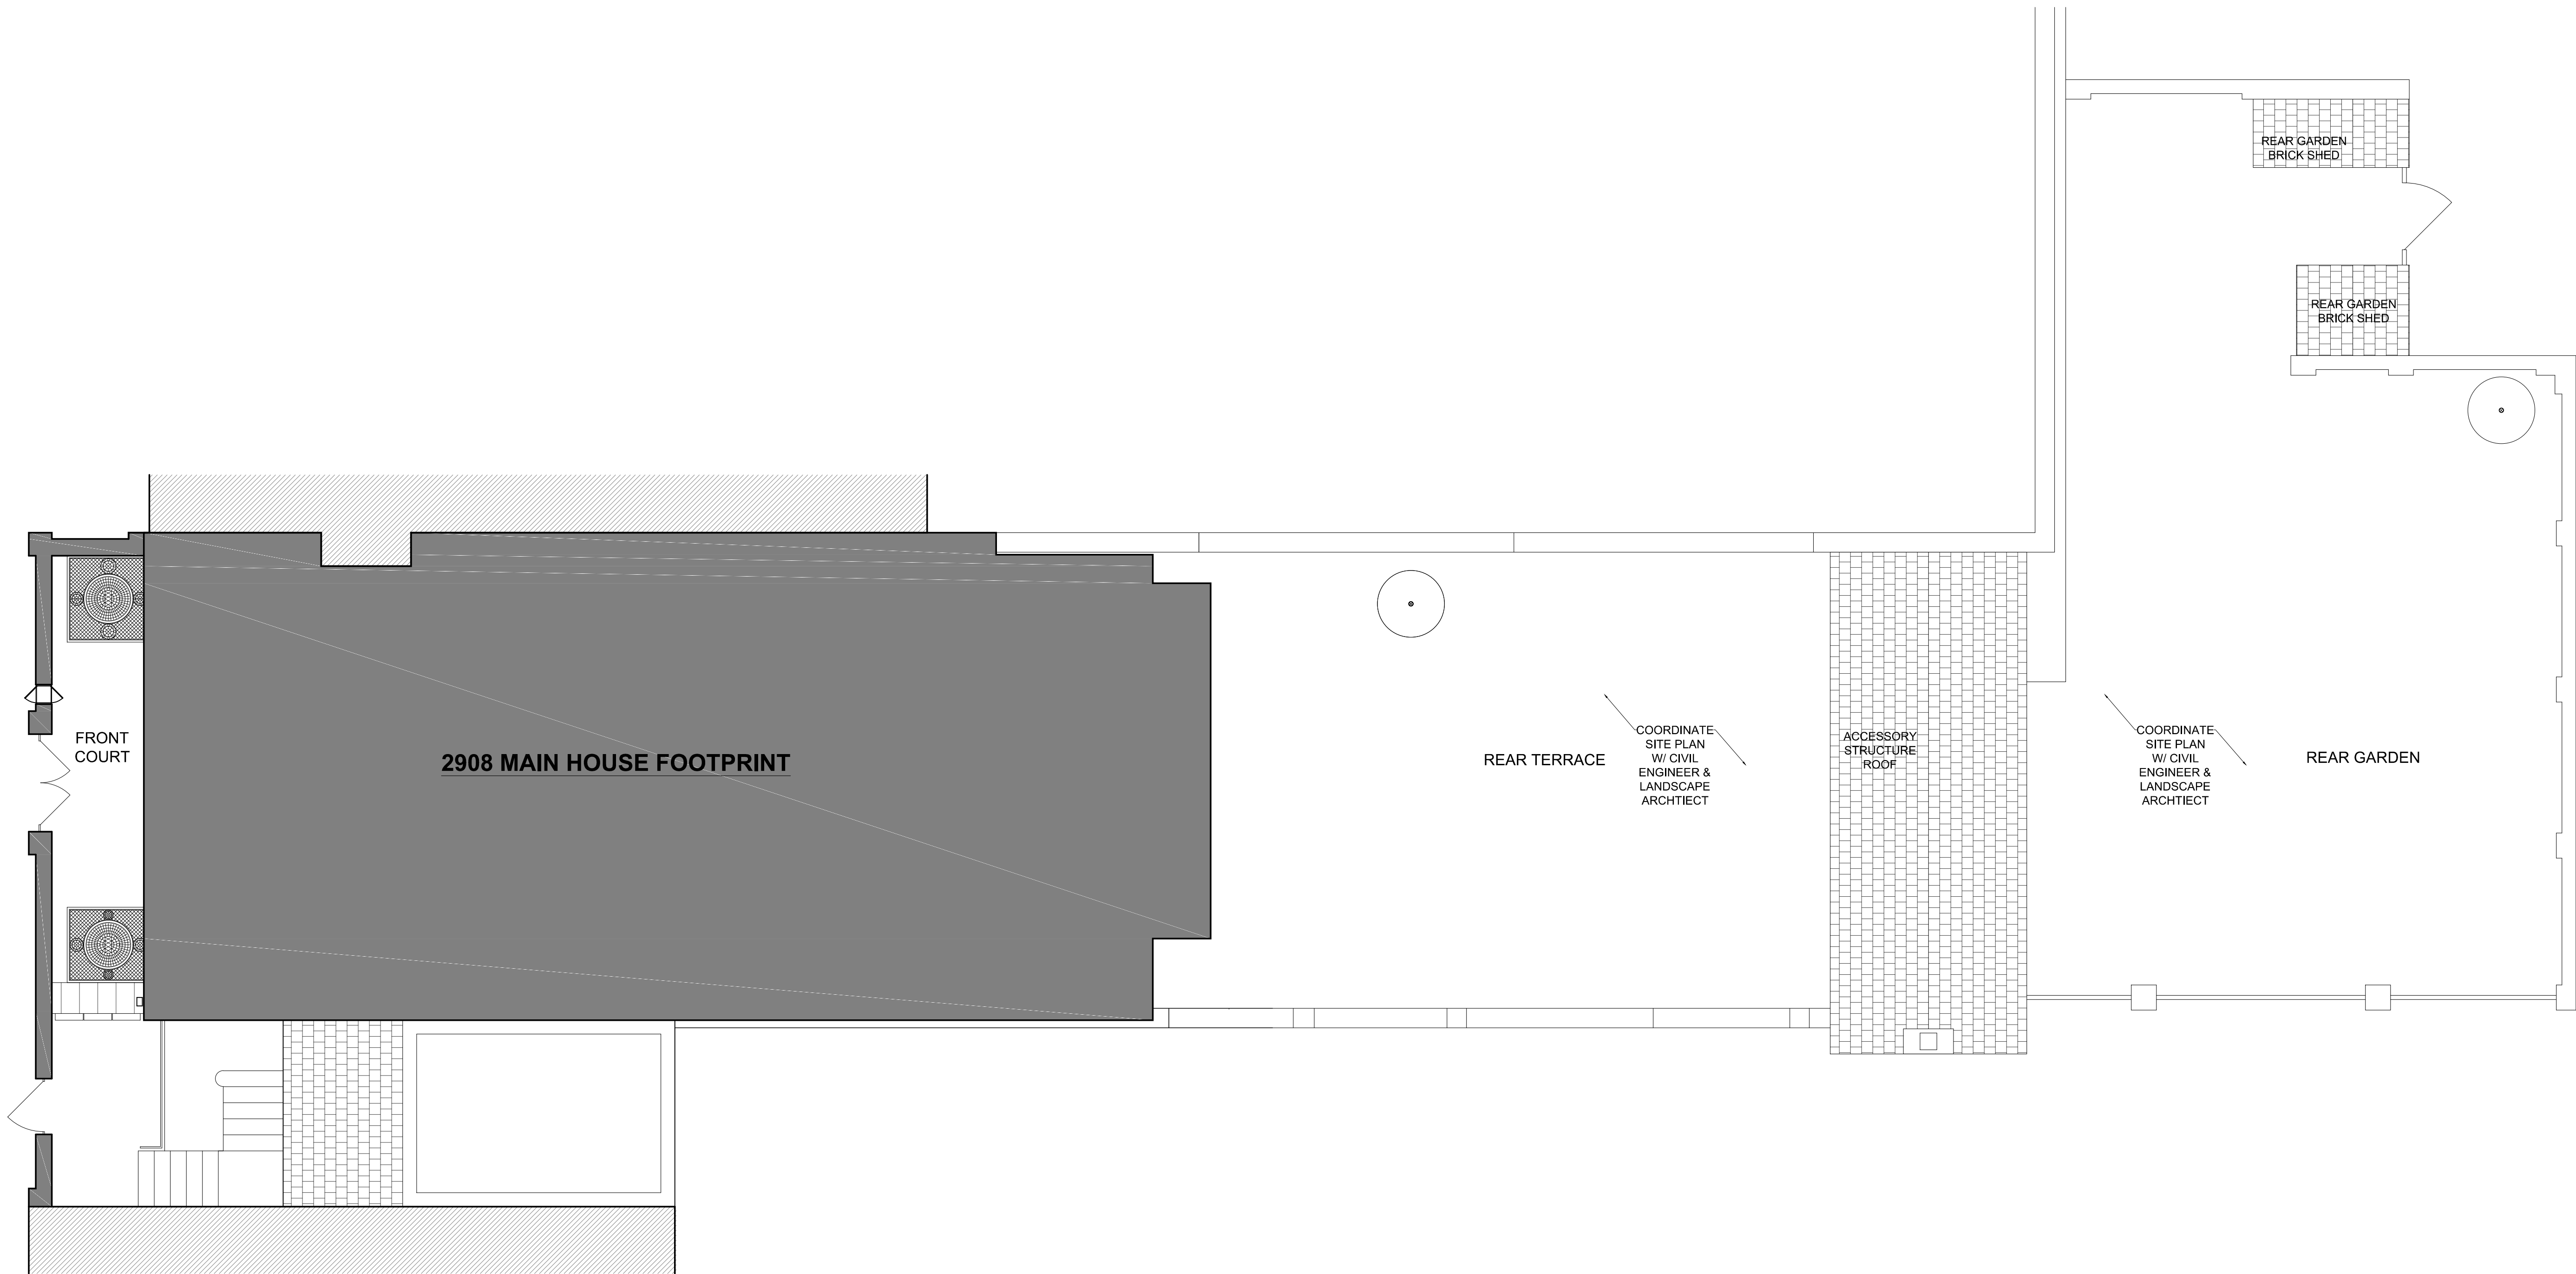 REAR GARDEN
BRICK SHED
REAR GARDEN
BRICK SHED
FRONT
COURT
2908 MAIN HOUSE FOOTPRINT
REAR TERRACE
COORDINATE
SITE PLAN
W/ CIVIL
ENGINEER &
LANDSCAPE
ARCHTIECT
ACCESSORY
STRUCTURE
ROOF
COORDINATE
SITE PLAN
W/ CIVIL
ENGINEER &
LANDSCAPE
ARCHTIECT
REAR GARDEN